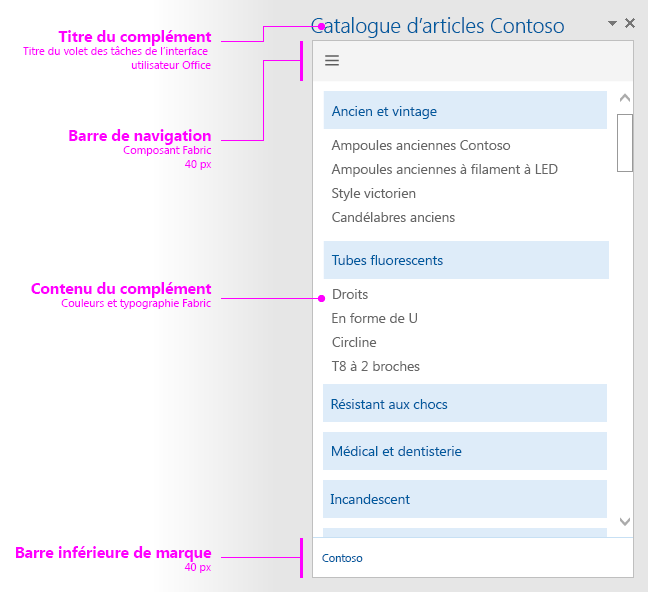 Titre du complément
Titre du volet des tâches de l'interface
utilisateur Office
Barre de navigation
Composant Fabric
40 px
Contenu du complément
Couleurs et typographie Fabric
Barre inférieure de marque
40 px
Catalogue d'articles Contoso
Ancien et vintage
Ampoules anciennes Contoso
Ampoules anciennes à filament à LED
Style victorien
Candélabres anciens
Tubes fluorescents
Droits
En forme de U
Circline
T8 à 2 broches
Résistant aux chocs
Médical et dentisterie
Incandescent
Contoso